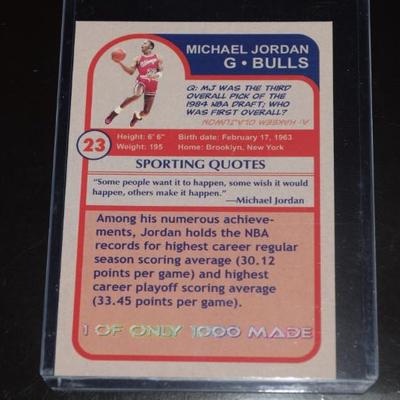 MICHAEL JORDAN
G • BULLS
Q: MJ WAS THE THIRD
OVERALL PICK OF THE
1984 NBA DRAFT; WHO
WAS FIRST OVERALL?
A: HAKEEM OLAJUWON
23
Height: 6' 6" Birth date: February 17, 1963
Weight: 195 Home: Brooklyn, New York
SPORTING QUOTES
“Some people want it to happen, some wish it would
happen, others make it happen.”
—Michael Jordan
Among his numerous achieve-
ments, Jordan holds the NBA
records for highest career regular
season scoring average (30.12
points per game) and highest
career playoff scoring average
(33.45 points per game).
1 OF ONLY 1000 MADE